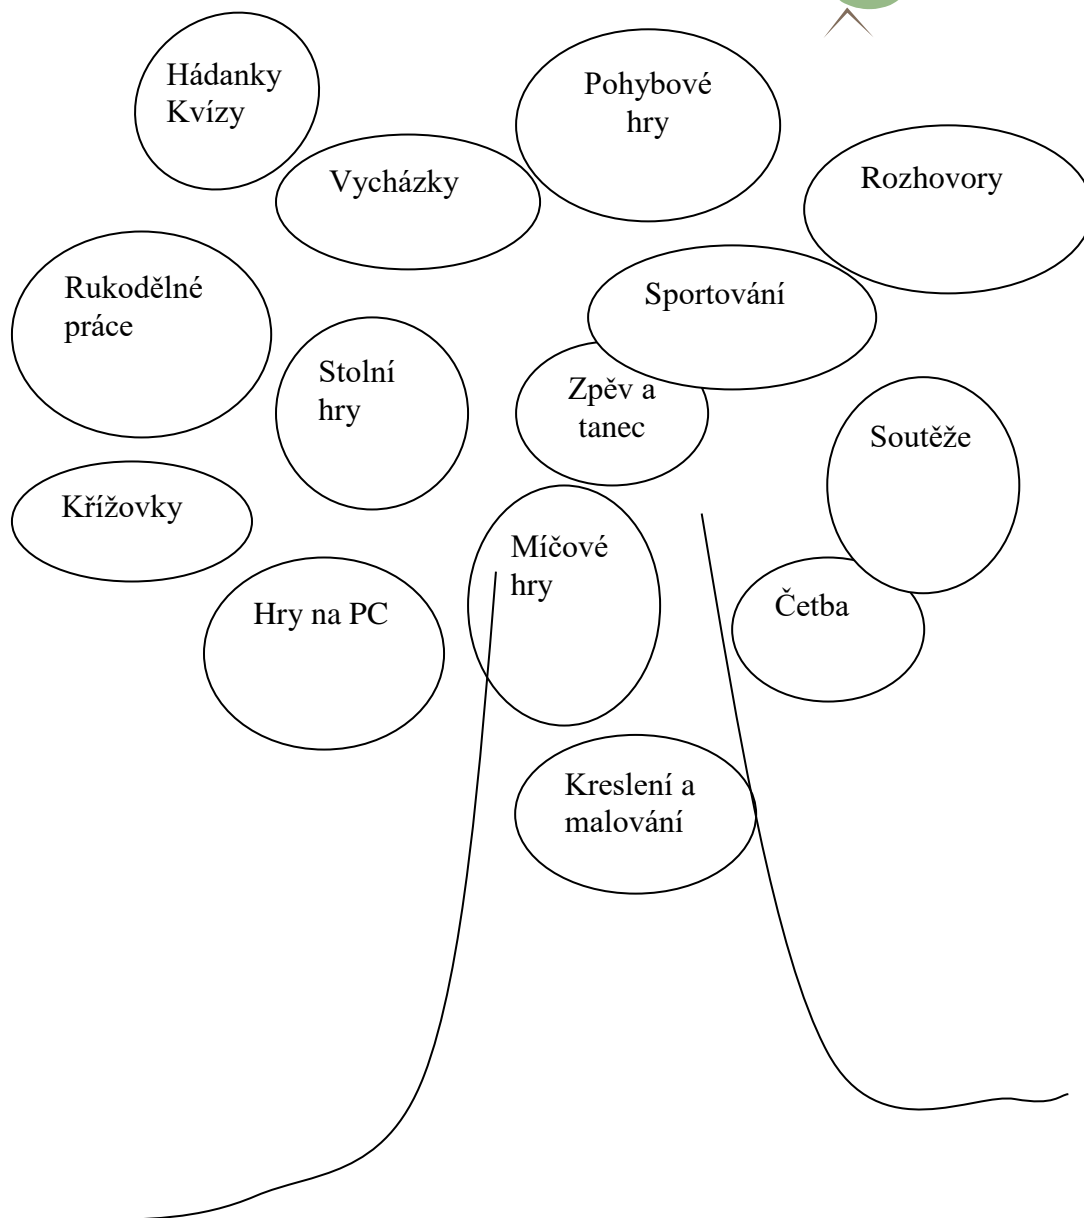 Hádanky
Kvízy
Pohybové
hry
Vycházky
Rozhovory
Rukodělné
práce
Sportování
Stolní
hry
Zpěv a
tanec
Soutěže
Křížovky
Míčové
hry
Četba
Hry na PC
Kreslení a
malování